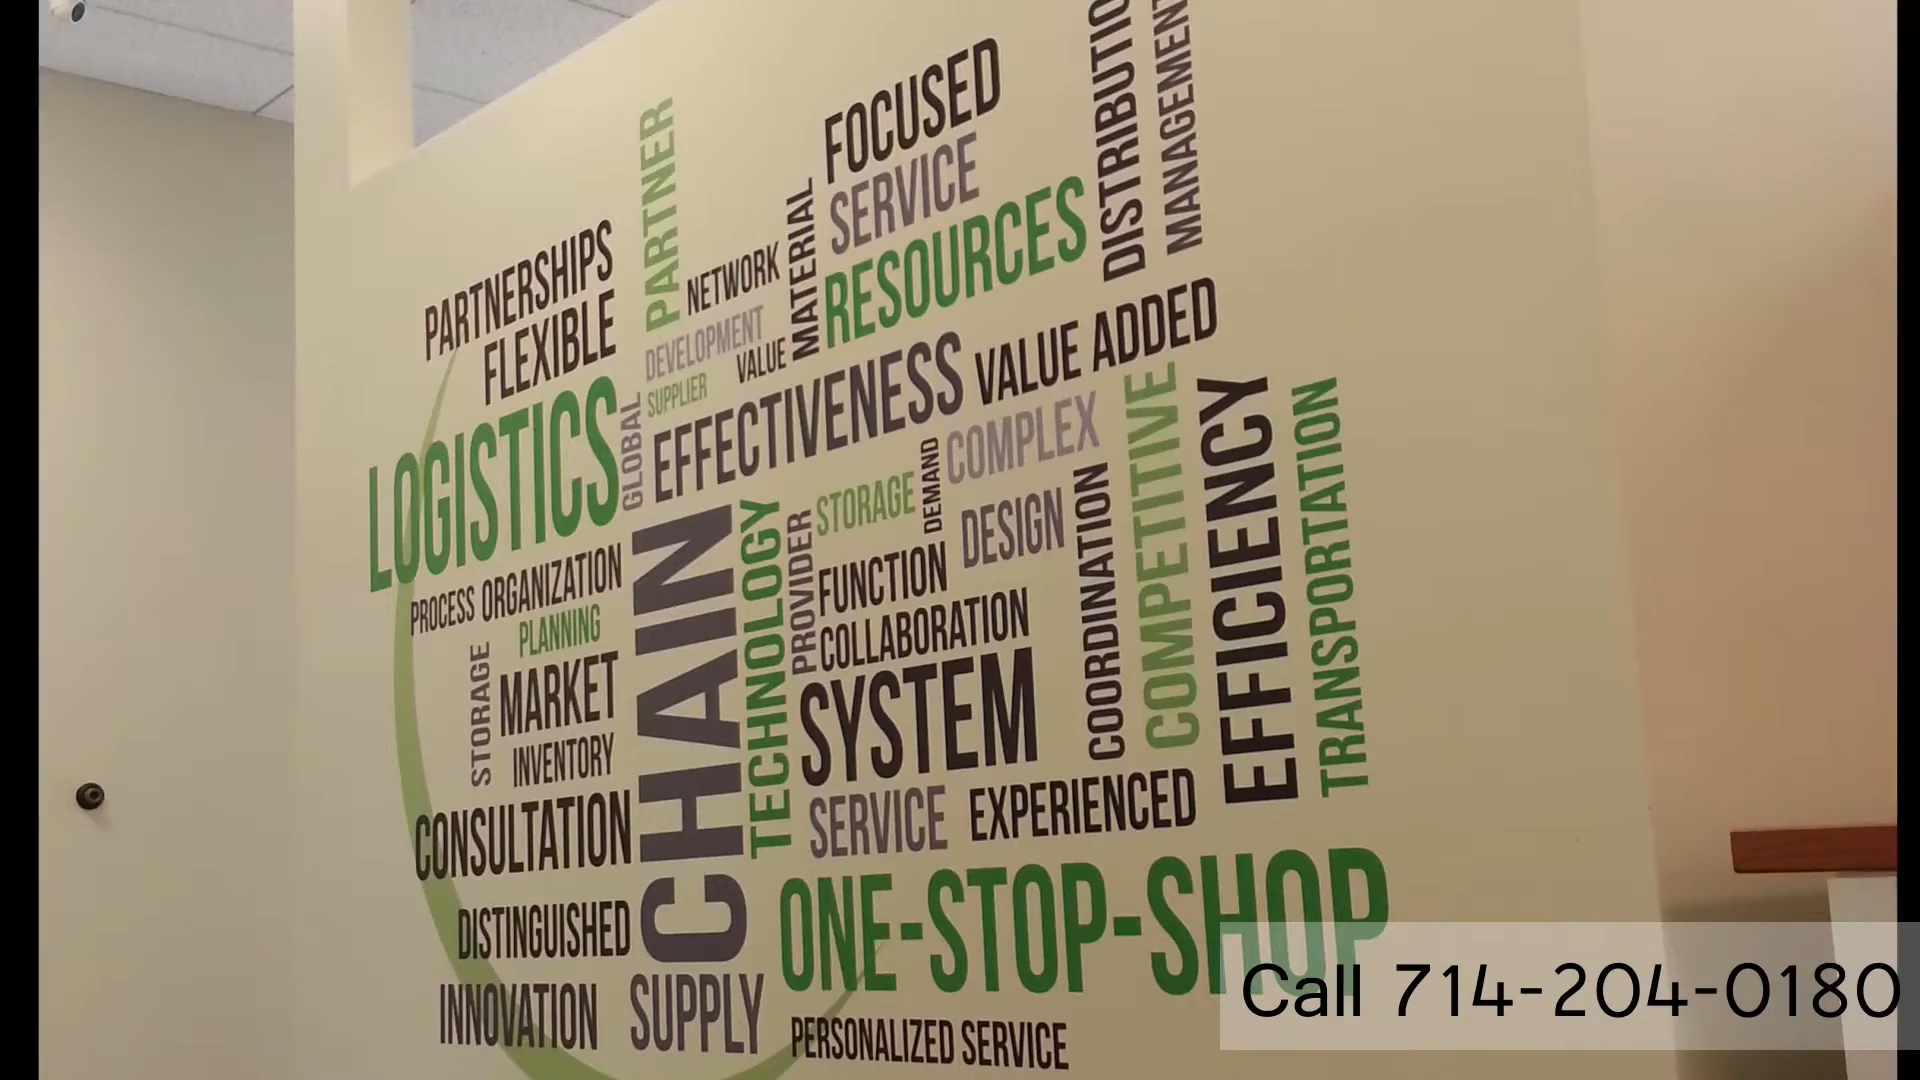 FOCUSED
SERVICE
RESOURCES
MANAGEMENT
PARTNER
PARTNERSHIPS
FLEXIBLE
NETWORK
MATERIAL
DEVELOPMENT
VALUE
SUPPLIER
VALUE ADDED
LOGISTICS
GLOBAL
EFFECTIVENESS
COMPLEX
COMPETITIVE
EFFICIENCY
TRANSPORTATION
STORAGE
DEMAND
DESIGN
COORDINATION
PROCESS ORGANIZATION
PLANNING
CHAIN
TECHNOLOGY
PROVIDER
FUNCTION
COLLABORATION
STORAGE
MARKET
SYSTEM
INVENTORY
CONSULTATION
SERVICE
EXPERIENCED
DISTINGUISHED
ONE-STOP-SHOP
INNOVATION
SUPPLY
PERSONALIZED SERVICE
Call 714-204-0180